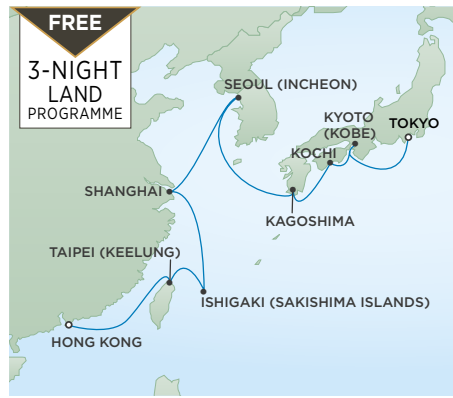 FREE
3-NIGHT
LAND
PROGRAMME
SEOUL (INCHEON)
KYOTO
(KOBE)
TOKYO
KOCHI
SHANGHAI
KAGOSHIMA
TAIPEI (KEELUNG)
ISHIGAKI (SAKISHIMA ISLANDS)
HONG KONG